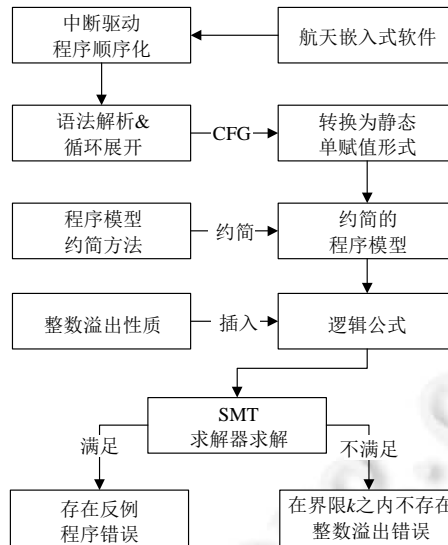 中断驱动
程序顺序化
航天嵌入式软件
语法解析&
循环展开
CFG
转换为静态
单赋值形式
程序模型
约简方法
约简
约简的
程序模型
整数溢出性质
插入
逻辑公式
SMT
求解器求解
满足
不满足
存在反例
程序错误
在界限k之内不存在
整数溢出错误